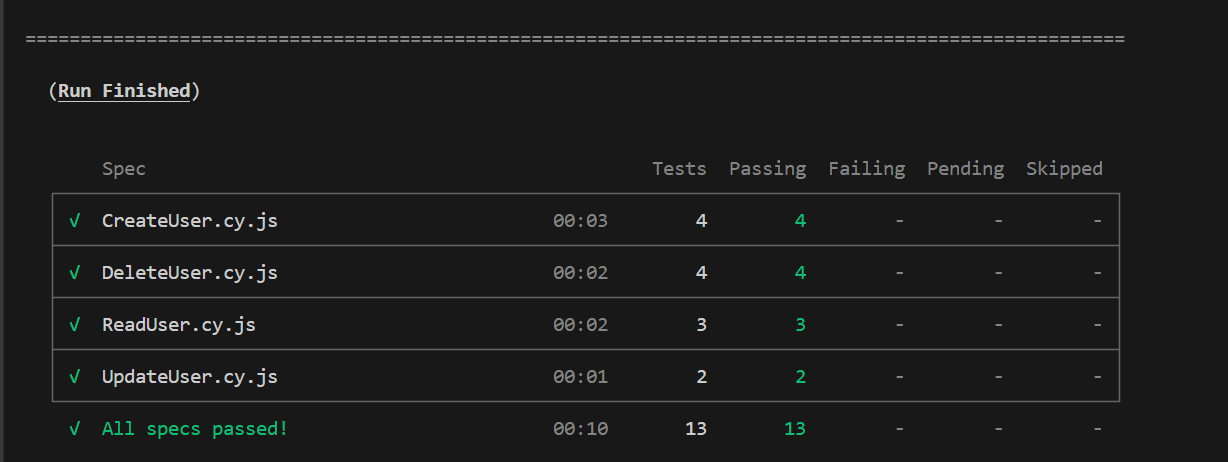 ====================================================================================================
(Run Finished)
Spec Tests Passing Failing Pending Skipped
√ CreateUser.cy.js 00:03 4 4 - - -
√ DeleteUser.cy.js 00:02 4 4 - - -
√ ReadUser.cy.js 00:02 3 3 - - -
√ UpdateUser.cy.js 00:01 2 2 - - -
√ All specs passed! 00:10 13 13 - - -